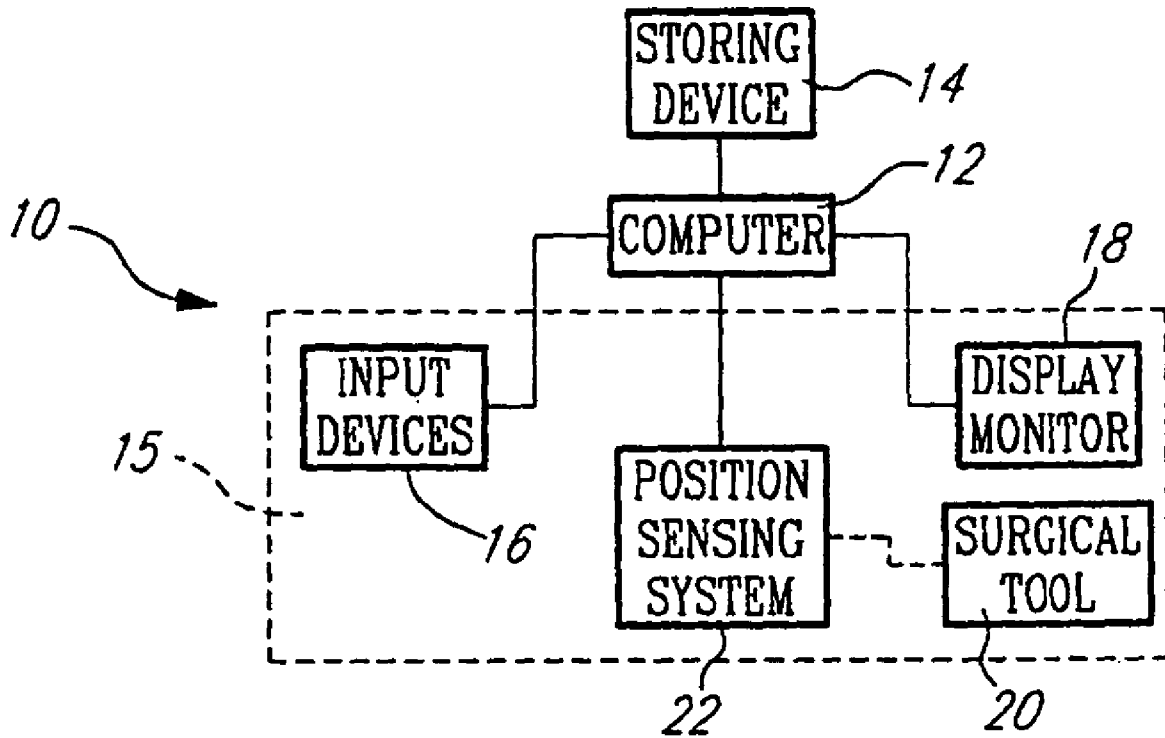 STORING
DEVICE
14
12
COMPUTER
10
18
INPUT
DEVICES
DISPLAY
MONITOR
15
16
POSITION
SENSING
SYSTEM
SURGICAL
TOOL
22
20